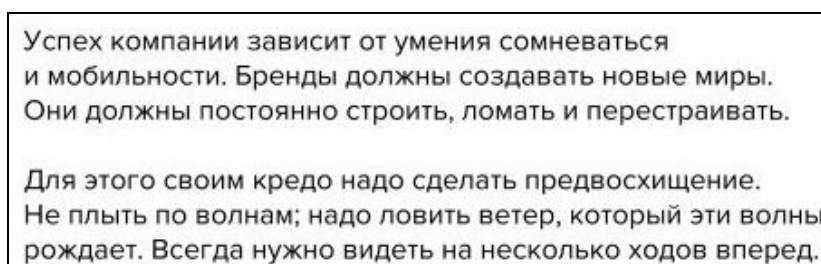 Успех компании зависит от умения сомневаться
и мобильности. Бренды должны создавать новые миры.
Они должны постоянно строить, ломать и перестраивать.
Для этого своим кредо надо сделать предвосхищение.
Не плыть по волнам; надо ловить ветер, который эти волны
рождает. Всегда нужно видеть на несколько ходов вперед.